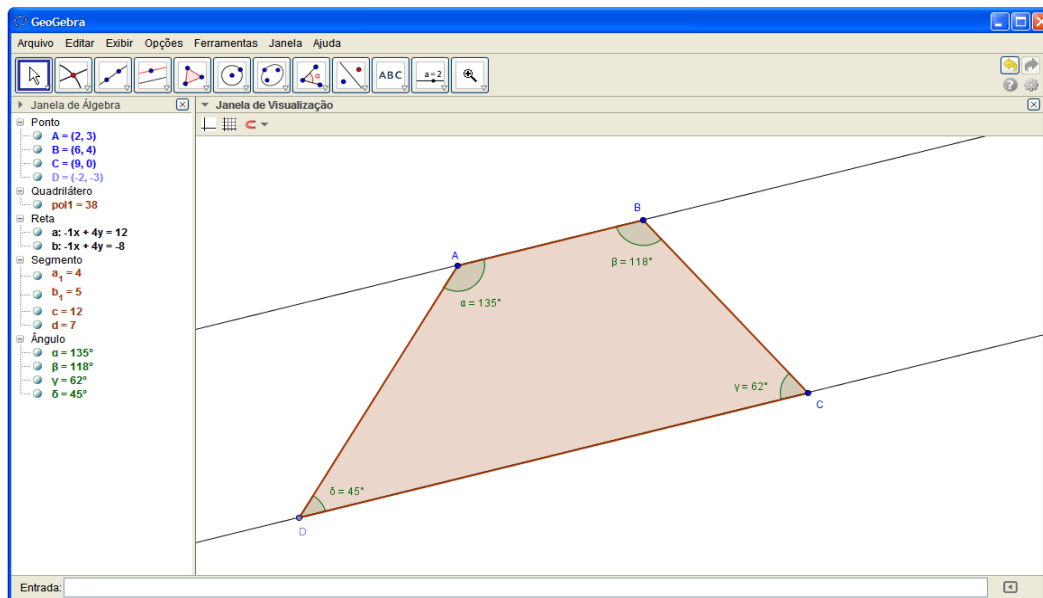 GeoGebra
Arquivo Editar Exibir Opções Ferramentas Janela Ajuda
ABC
a=2
Janela de Álgebra
Ponto
A = (2, 3)
B = (6, 4)
C = (9, 0)
D = (-2, -3)
Quadrilátero
pol1 = 38
Reta
a: -1x + 4y = 12
b: -1x + 4y = -8
Segmento
a₁ = 4
b₁ = 5
c = 12
d = 7
Ângulo
α = 135°
β = 118°
γ = 62°
δ = 45°
Janela de Visualização
B
β = 118°
A
α = 135°
γ = 62°
C
δ = 45°
D
Entrada: